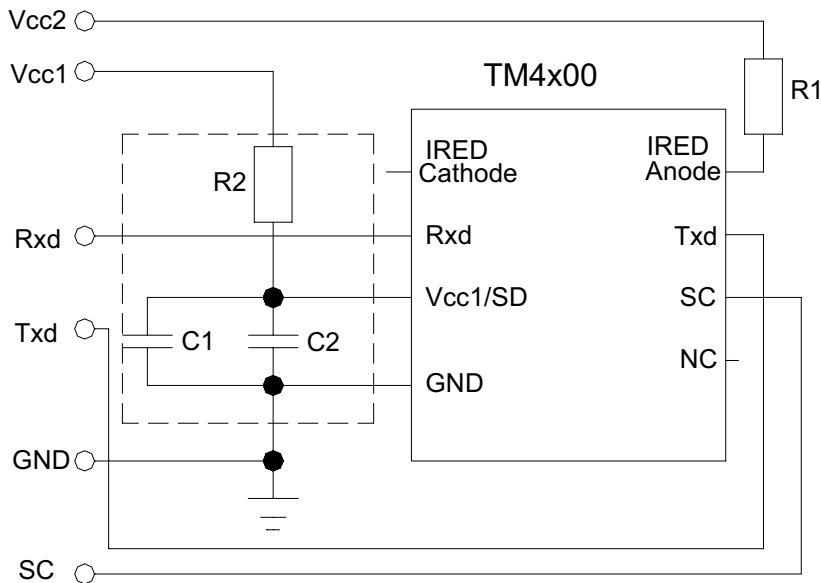 Vcc2
Vcc1
TM4x00
R1
IRED
Cathode
IRED
Anode
R2
Rxd
Rxd
Txd
Vcc1/SD
SC
Txd
C1
C2
NC
GND
GND
SC